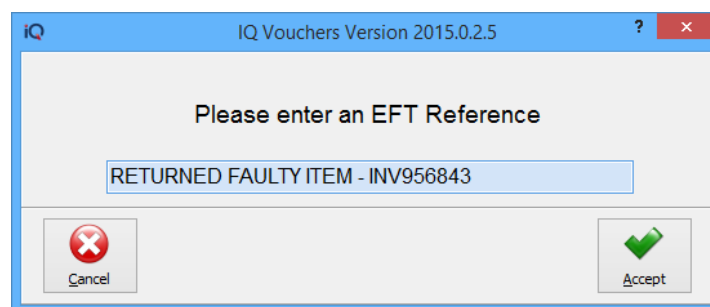 iQ IQ Vouchers Version 2015.0.2.5 ? ×
Please enter an EFT Reference
RETURNED FAULTY ITEM - INV956843
Cancel Accept